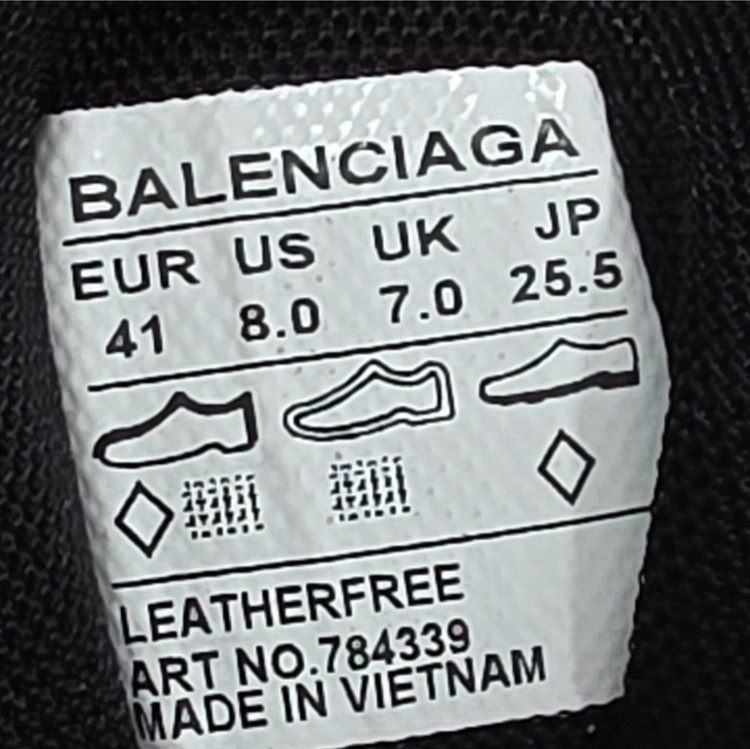 BALENCIAGA
EUR US UK JP
41 8.0 7.0 25.5
LEATHERFREE
ART NO.784339
MADE IN VIETNAM